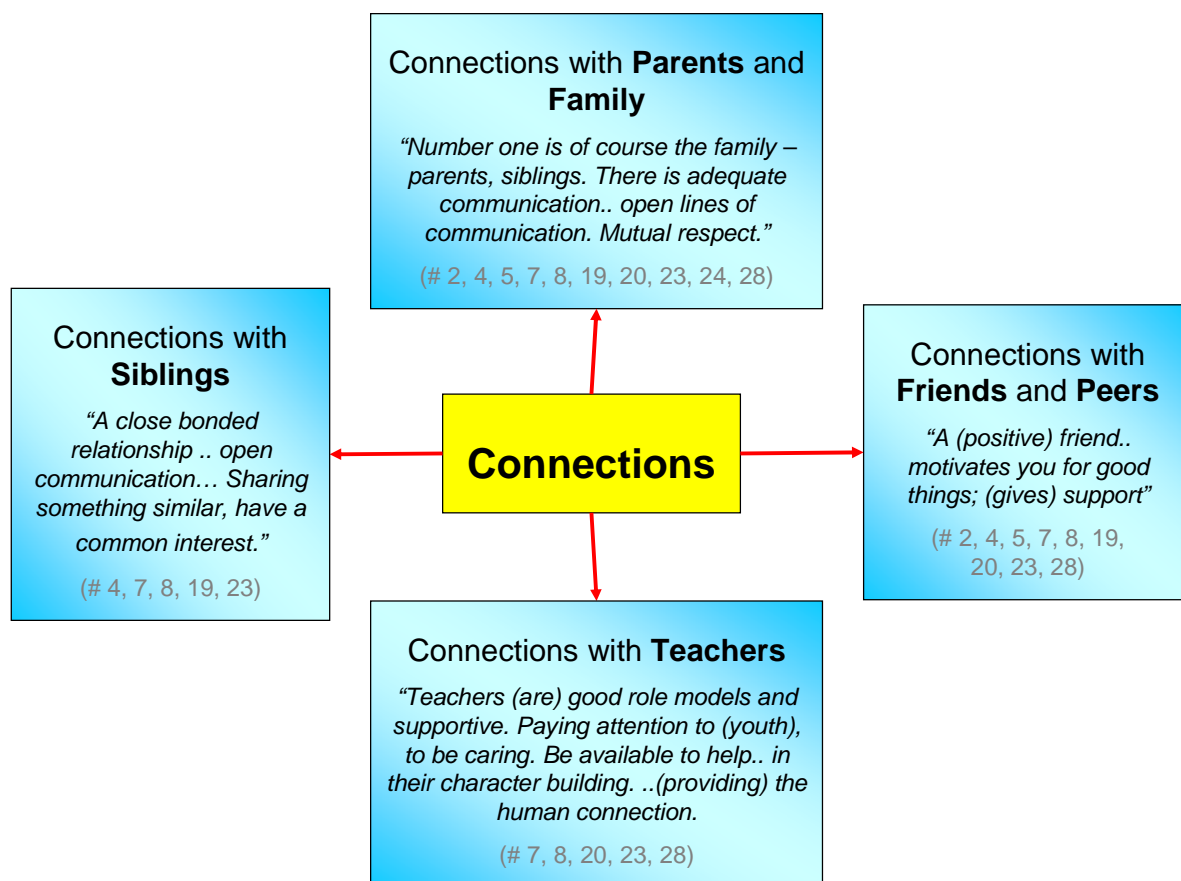 Connections with Parents and
Family
“Number one is of course the family –
parents, siblings. There is adequate
communication.. open lines of
communication. Mutual respect.”
(# 2, 4, 5, 7, 8, 19, 20, 23, 24, 28)
Connections with
Siblings
“A close bonded
relationship .. open
communication… Sharing
something similar, have a
common interest.”
(# 4, 7, 8, 19, 23)
Connections
Connections with
Friends and Peers
“A (positive) friend..
motivates you for good
things; (gives) support”
(# 2, 4, 5, 7, 8, 19,
20, 23, 28)
Connections with Teachers
“Teachers (are) good role models and
supportive. Paying attention to (youth),
to be caring. Be available to help.. in
their character building. ..(providing) the
human connection.
(# 7, 8, 20, 23, 28)